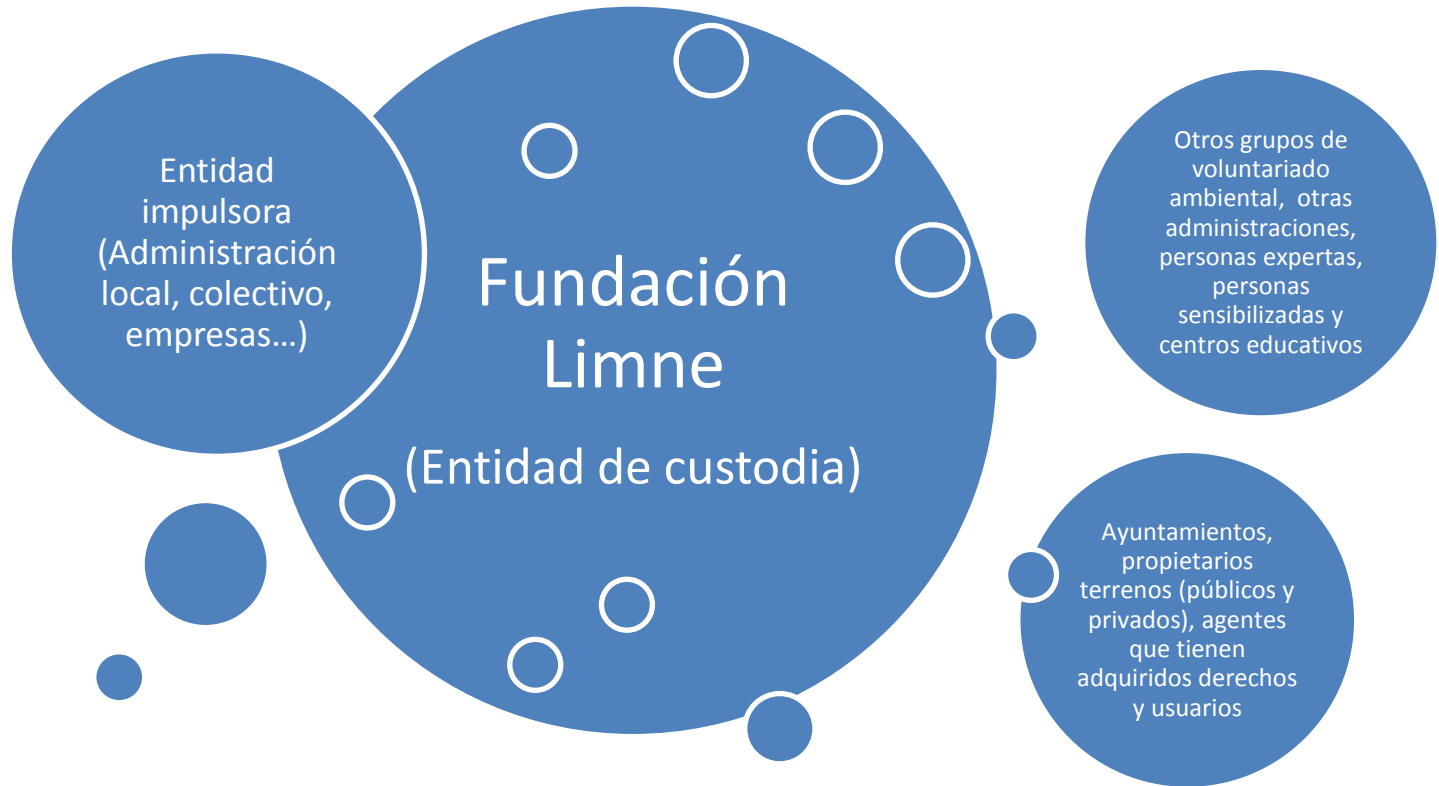 Entidad
impulsora
(Administración
local, colectivo,
empresas…)
Fundación
Limne
(Entidad de custodia)
Otros grupos de
voluntariado
ambiental, otras
administraciones,
personas expertas,
personas
sensibilizadas y
centros educativos
Ayuntamientos,
propietarios
terrenos (públicos y
privados), agentes
que tienen
adquiridos derechos
y usuarios